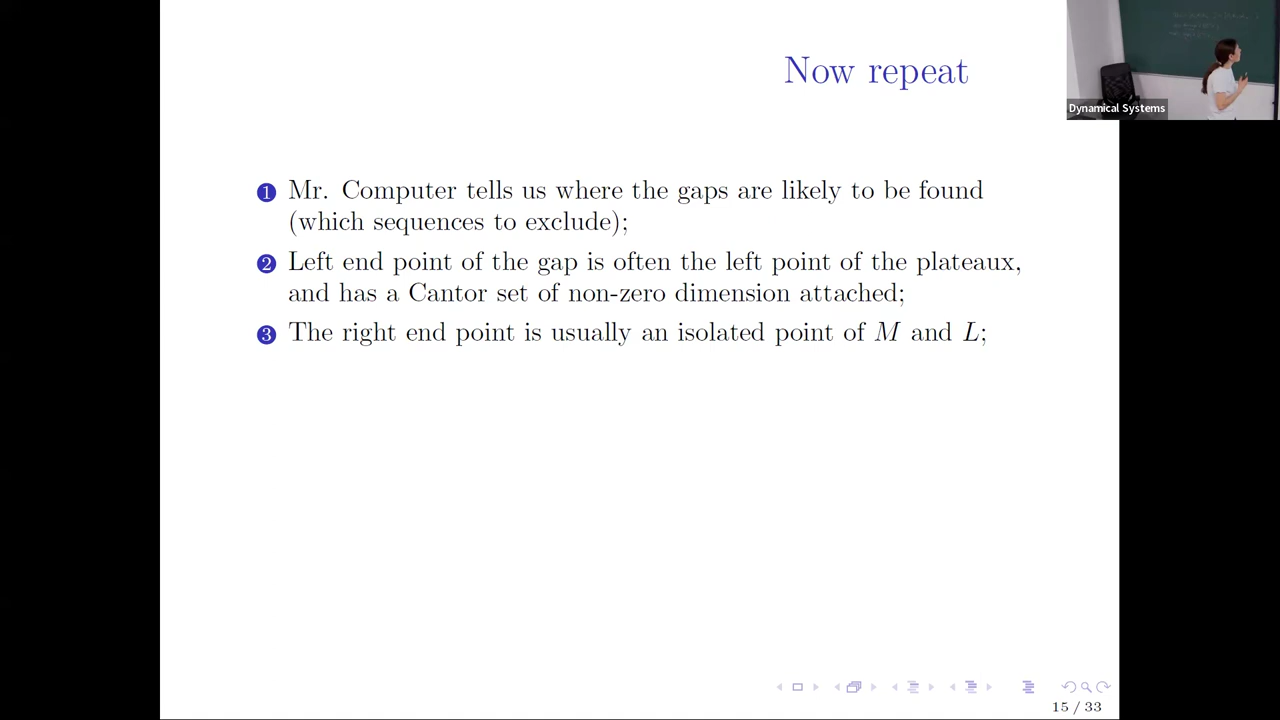 Now repeat
Dynamical Systems
1 Mr. Computer tells us where the gaps are likely to be found
(which sequences to exclude);
2 Left end point of the gap is often the left point of the plateaux,
and has a Cantor set of non-zero dimension attached;
3 The right end point is usually an isolated point of M and L;
15 / 33